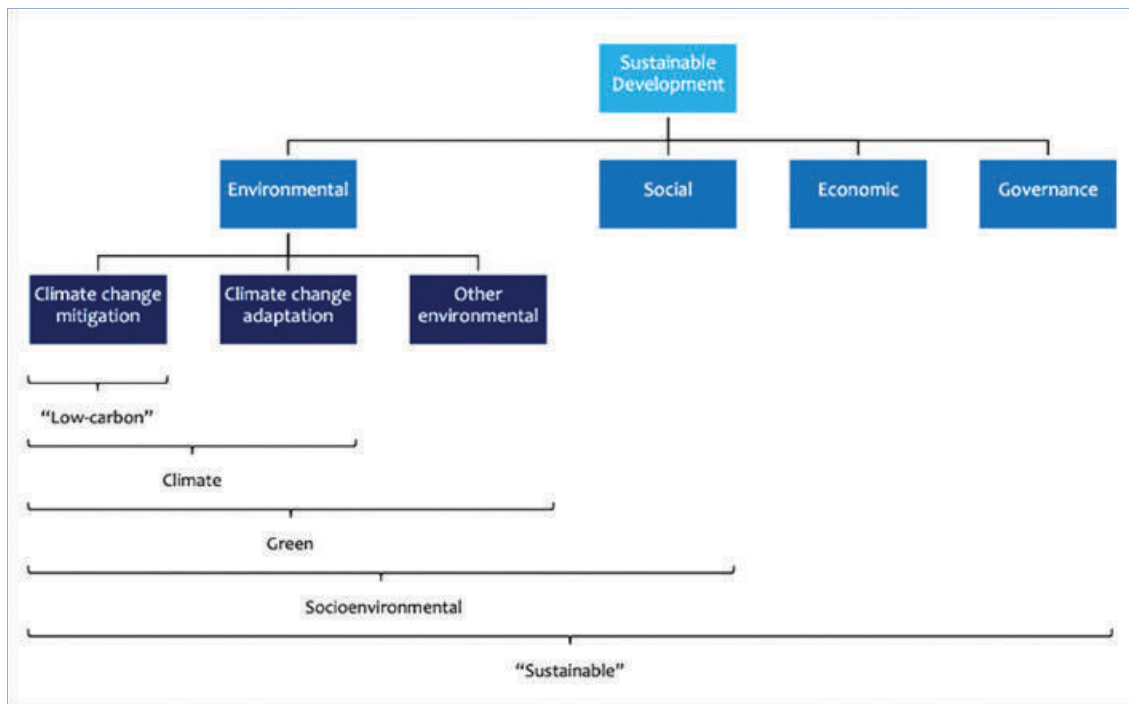 Sustainable
Development
Environmental
Social
Economic
Governance
Climate change
mitigation
Climate change
adaptation
Other
environmental
“Low-carbon”
Climate
Green
Socioenvironmental
“Sustainable”